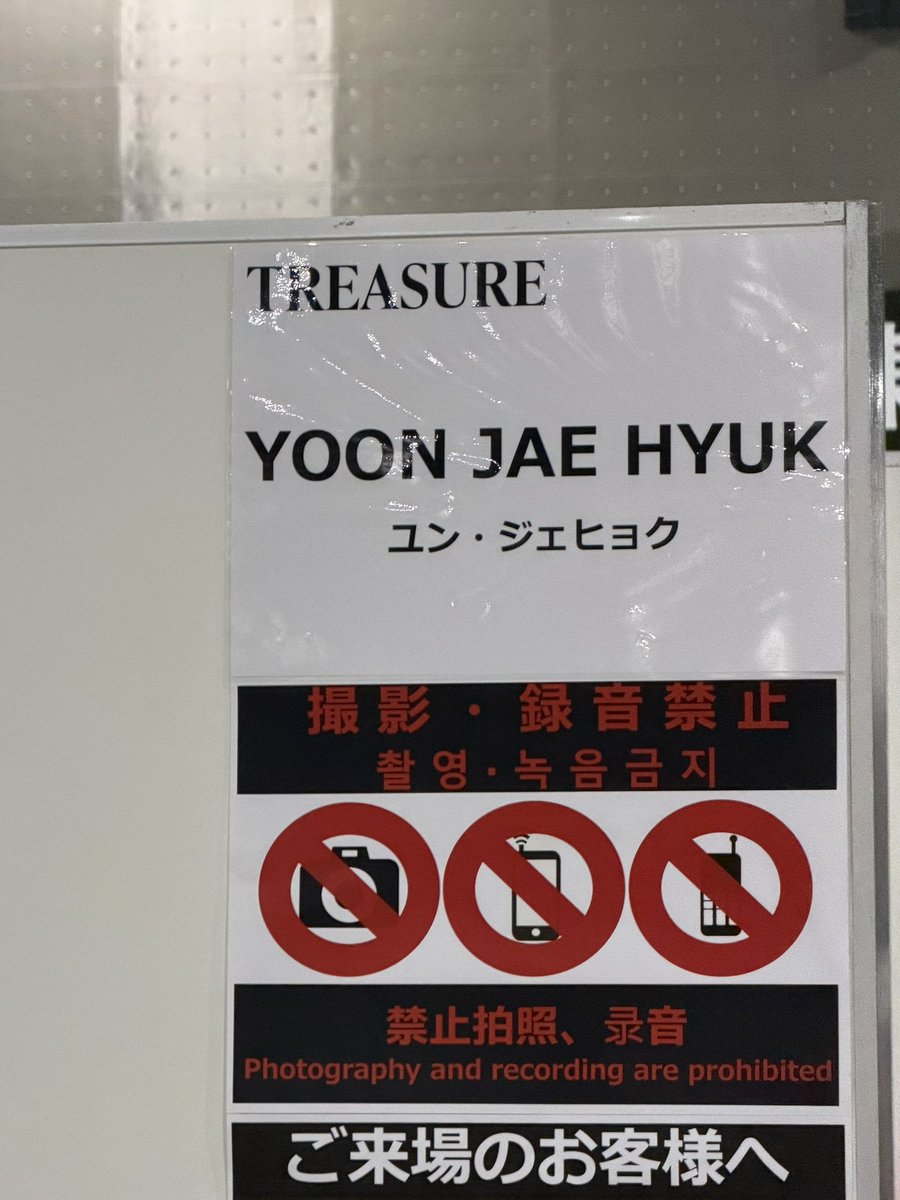 TREASURE
YOON JAE HYUK
ユン・ジェヒョク
撮影・録音禁止
촬영·녹음금지
禁止拍照、录音
Photography and recording are prohibited
ご来場のお客様へ